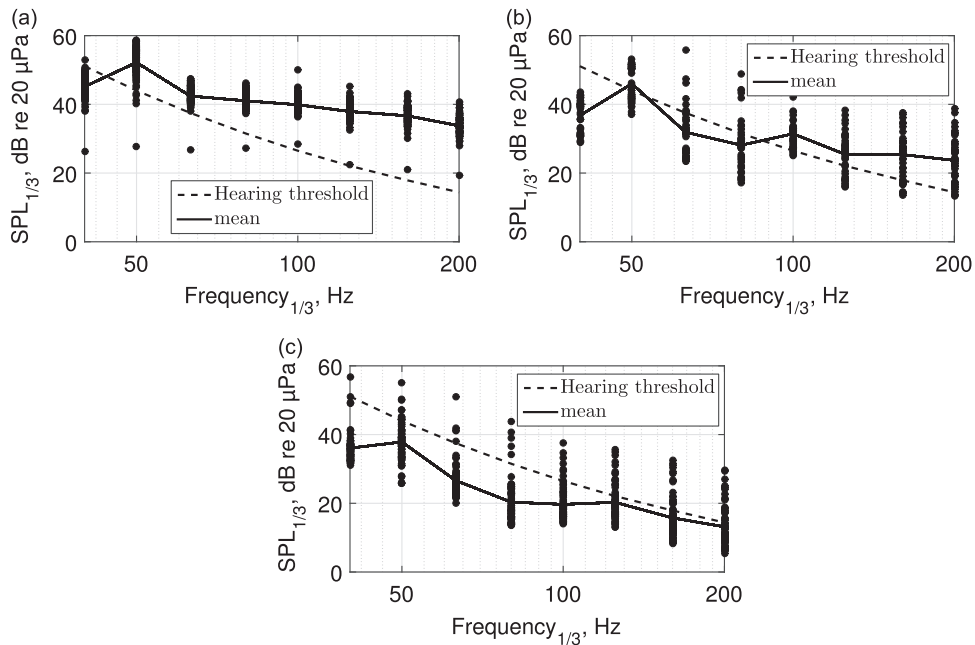 (a)
60
40
20
0
SPL1/3, dB re 20 µPa
Hearing threshold
mean
50
100
200
Frequency1/3, Hz
(b)
60
40
20
0
SPL1/3, dB re 20 µPa
Hearing threshold
mean
50
100
200
Frequency1/3, Hz
(c)
60
40
20
0
SPL1/3, dB re 20 µPa
Hearing threshold
mean
50
100
200
Frequency1/3, Hz